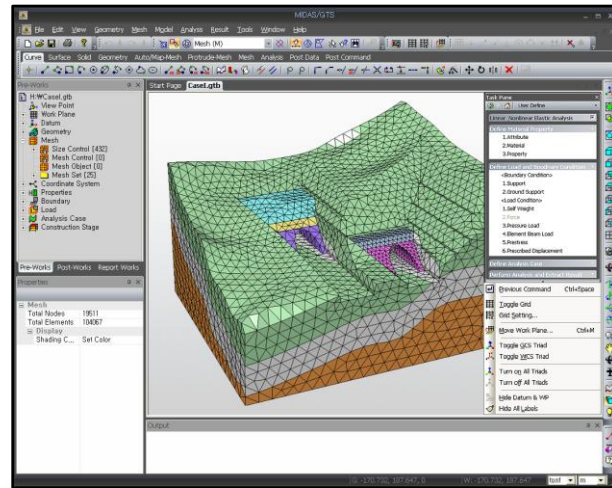 MIDAS/GTS
File Edit View Geometry Mesh Model Analysis Result Tools Window Help
Mesh (M)
Curve Surface Solid Geometry Auto/Map-Mesh Protrude-Mesh Mesh Analysis Post Data Post Command
Pre-Works
H:\Case1.gtb
View Point
Work Plane
Datum
Geometry
Mesh
Size Control [432]
Mesh Control [0]
Mesh Object [0]
Mesh Set [25]
Coordinate System
Properties
Boundary
Load
Analysis Case
Construction Stage
Pre-Works Post-Works Report Works
Properties
Mesh
Total Nodes 19511
Total Elements 104067
Display
Shading C... Set Color
Start Page Case1.gtb
Task Pane
User Define
Linear, Nonlinear Elastic Analysis
Define Material Property
1.Attribute
2.Material
3.Property
Define Load and Boundary Condition
<Boundary Condition>
1.Support
2.Ground Support
<Load Condition>
1.Self Weight
2.Force
3.Pressure Load
4.Element Beam Load
5.Prestress
6.Prescribed Displacement
Define Analysis Case
Perform Analysis and Extract Result
Previous Command Ctrl+Space
Toggle Grid
Grid Setting...
Move Work Plane... Ctrl+M
Toggle GCS Triad
Toggle WCS Triad
Turn on All Triads
Turn off All Triads
Hide Datum & WP
Hide All Labels
Output
G: -170.732, 187.647, 0 W: -170.732, 187.647 tonf m